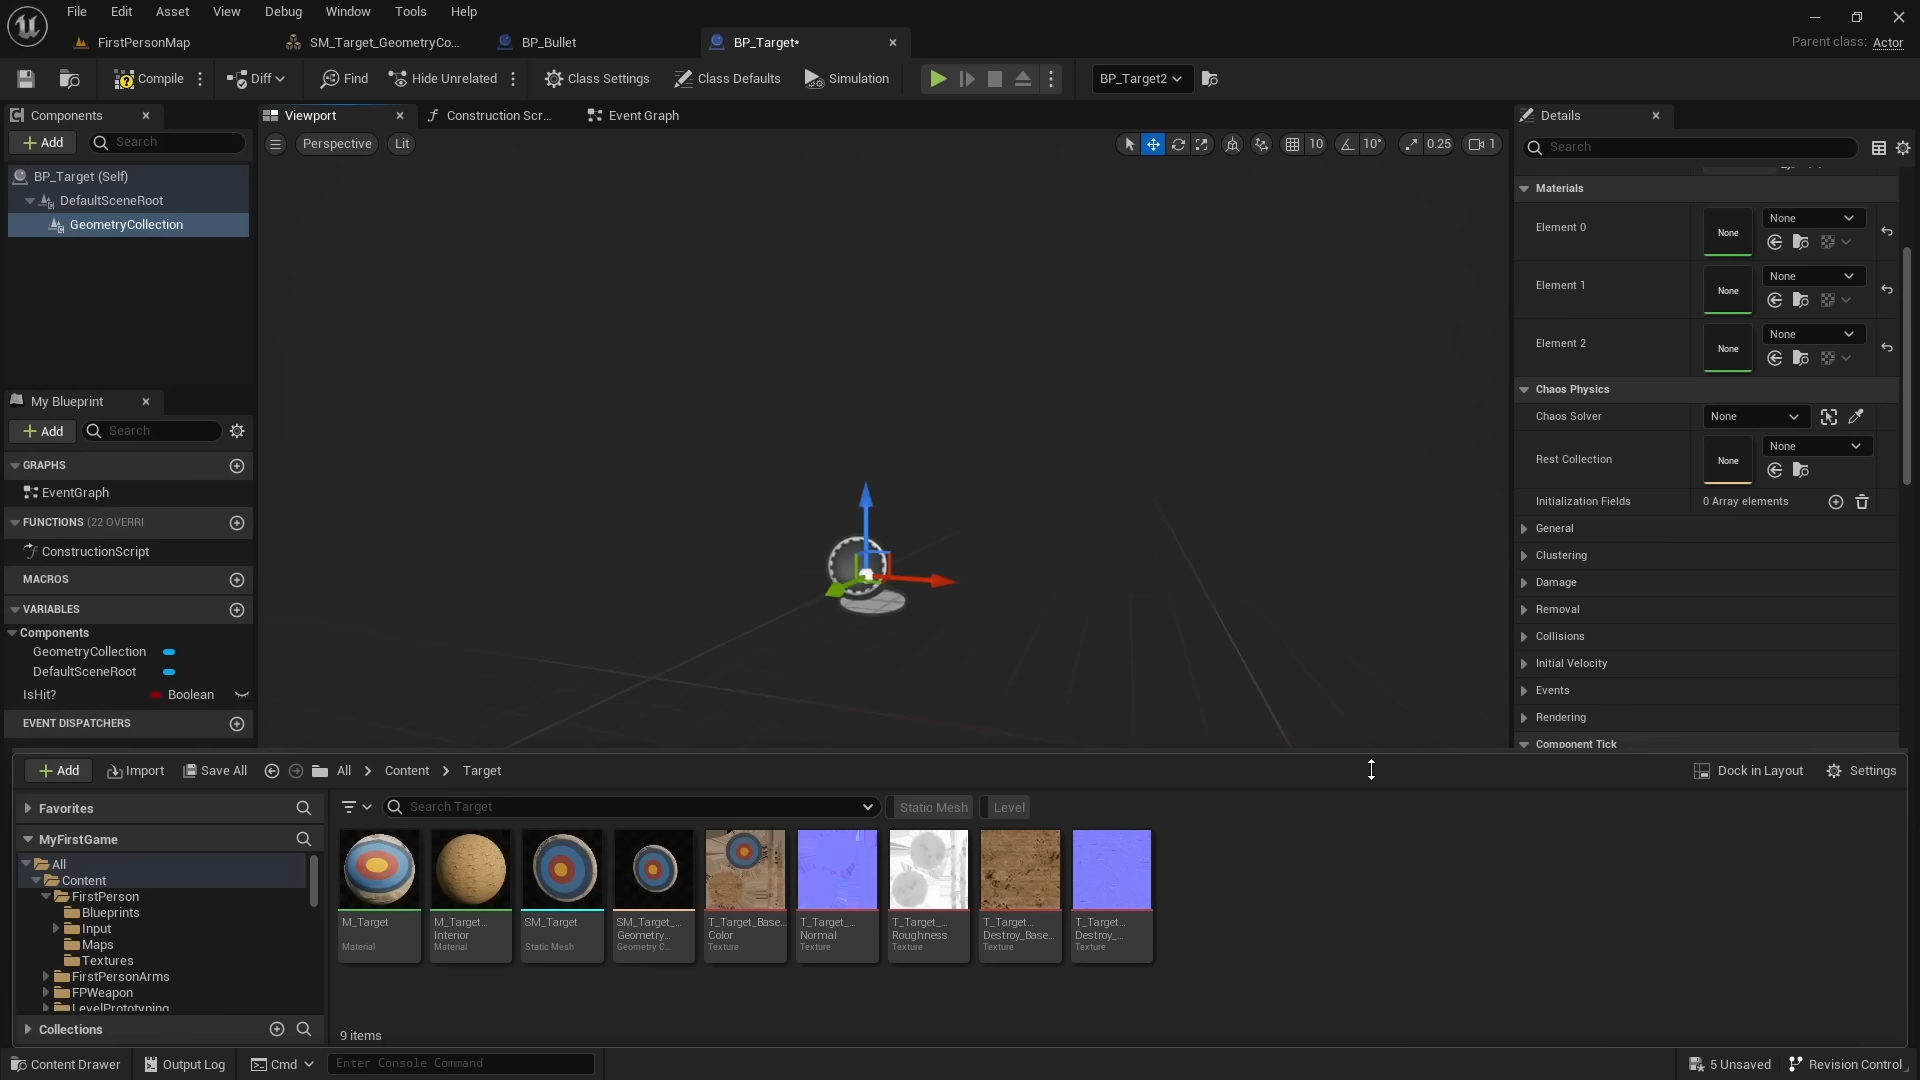 File Edit Asset View Debug Window Tools Help
FirstPersonMap SM_Target_GeometryCo... BP_Bullet BP_Target*
Parent class: Actor
Compile Diff Find Hide Unrelated Class Settings Class Defaults Simulation BP_Target2
Components
Viewport Construction Scr... Event Graph
Details
Add Search
Perspective Lit
10 10° 0.25 1
Search
BP_Target (Self)
DefaultSceneRoot
GeometryCollection
Materials
Element 0 None None
Element 1 None None
Element 2 None None
Chaos Physics
Chaos Solver None
Rest Collection None None
Initialization Fields 0 Array elements
General
Clustering
Damage
Removal
Collisions
Initial Velocity
Events
Rendering
Component Tick
My Blueprint
Add Search
GRAPHS
EventGraph
FUNCTIONS (22 OVERRI
ConstructionScript
MACROS
VARIABLES
Components
GeometryCollection
DefaultSceneRoot
IsHit? Boolean
EVENT DISPATCHERS
Add Import Save All All Content Target
Dock in Layout Settings
Favorites
MyFirstGame
All
Content
FirstPerson
Blueprints
Input
Maps
Textures
FirstPersonArms
FPWeapon
LevelPrototyping
Collections
Search Target Static Mesh Level
M_Target
Material
M_Target...
Interior
Material
SM_Target
Static Mesh
SM_Target_...
Geometry...
Geometry C...
T_Target_Base...
Color
Texture
T_Target_...
Normal
Texture
T_Target_...
Roughness
Texture
T_Target...
Destroy_Base...
Texture
T_Target
Destroy_...
Texture
9 items
Content Drawer Output Log Cmd Enter Console Command
5 Unsaved Revision Control